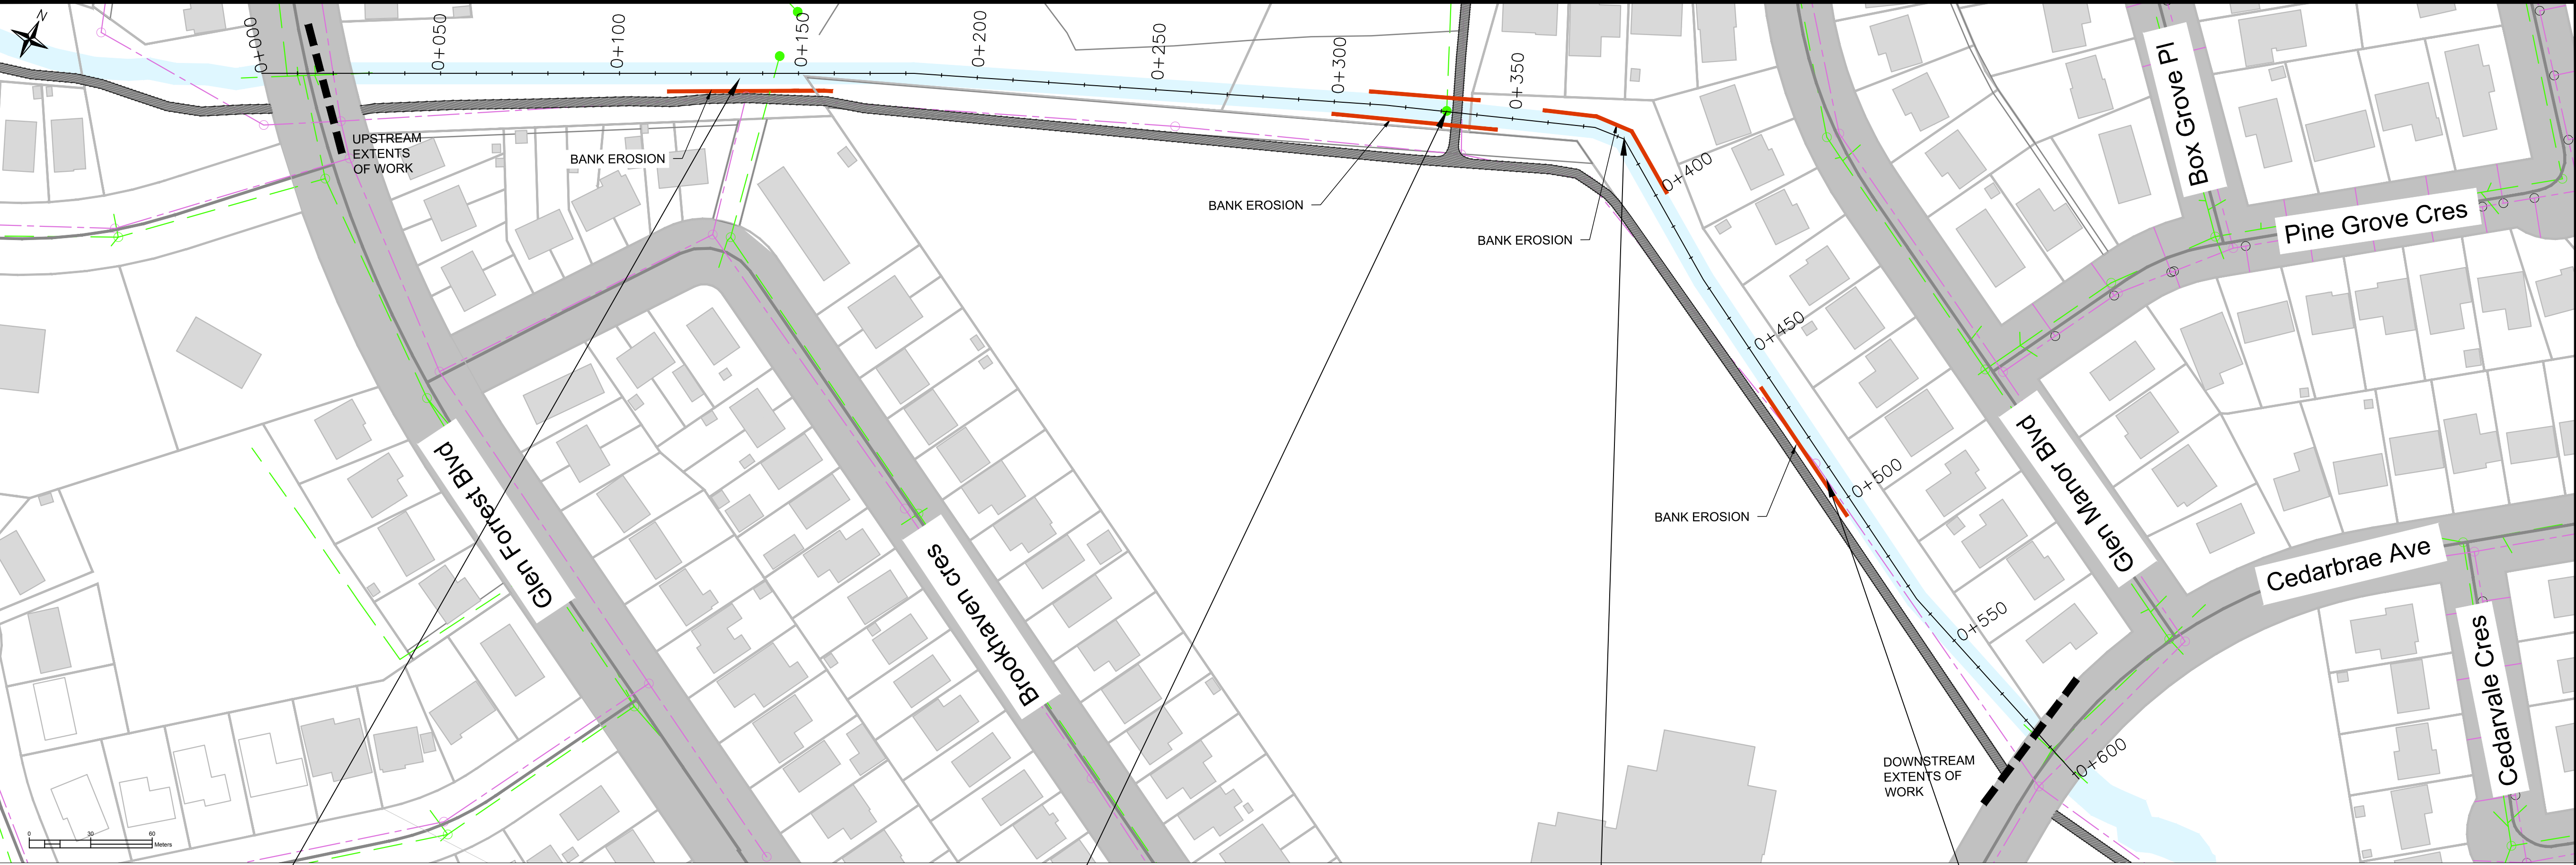 N
0+000
0+050
0+100
0+150
0+200
0+250
0+300
0+350
0+400
0+450
0+500
0+550
0+600
UPSTREAM
EXTENTS
OF WORK
BANK EROSION
BANK EROSION
BANK EROSION
BANK EROSION
DOWNSTREAM
EXTENTS OF
WORK
Box Grove Pl
Pine Grove Cres
Glen Forrest Blvd
Brookhaven cres
Glen Manor Blvd
Cedarbrae Ave
Cedarvale Cres
0 30 60
Meters